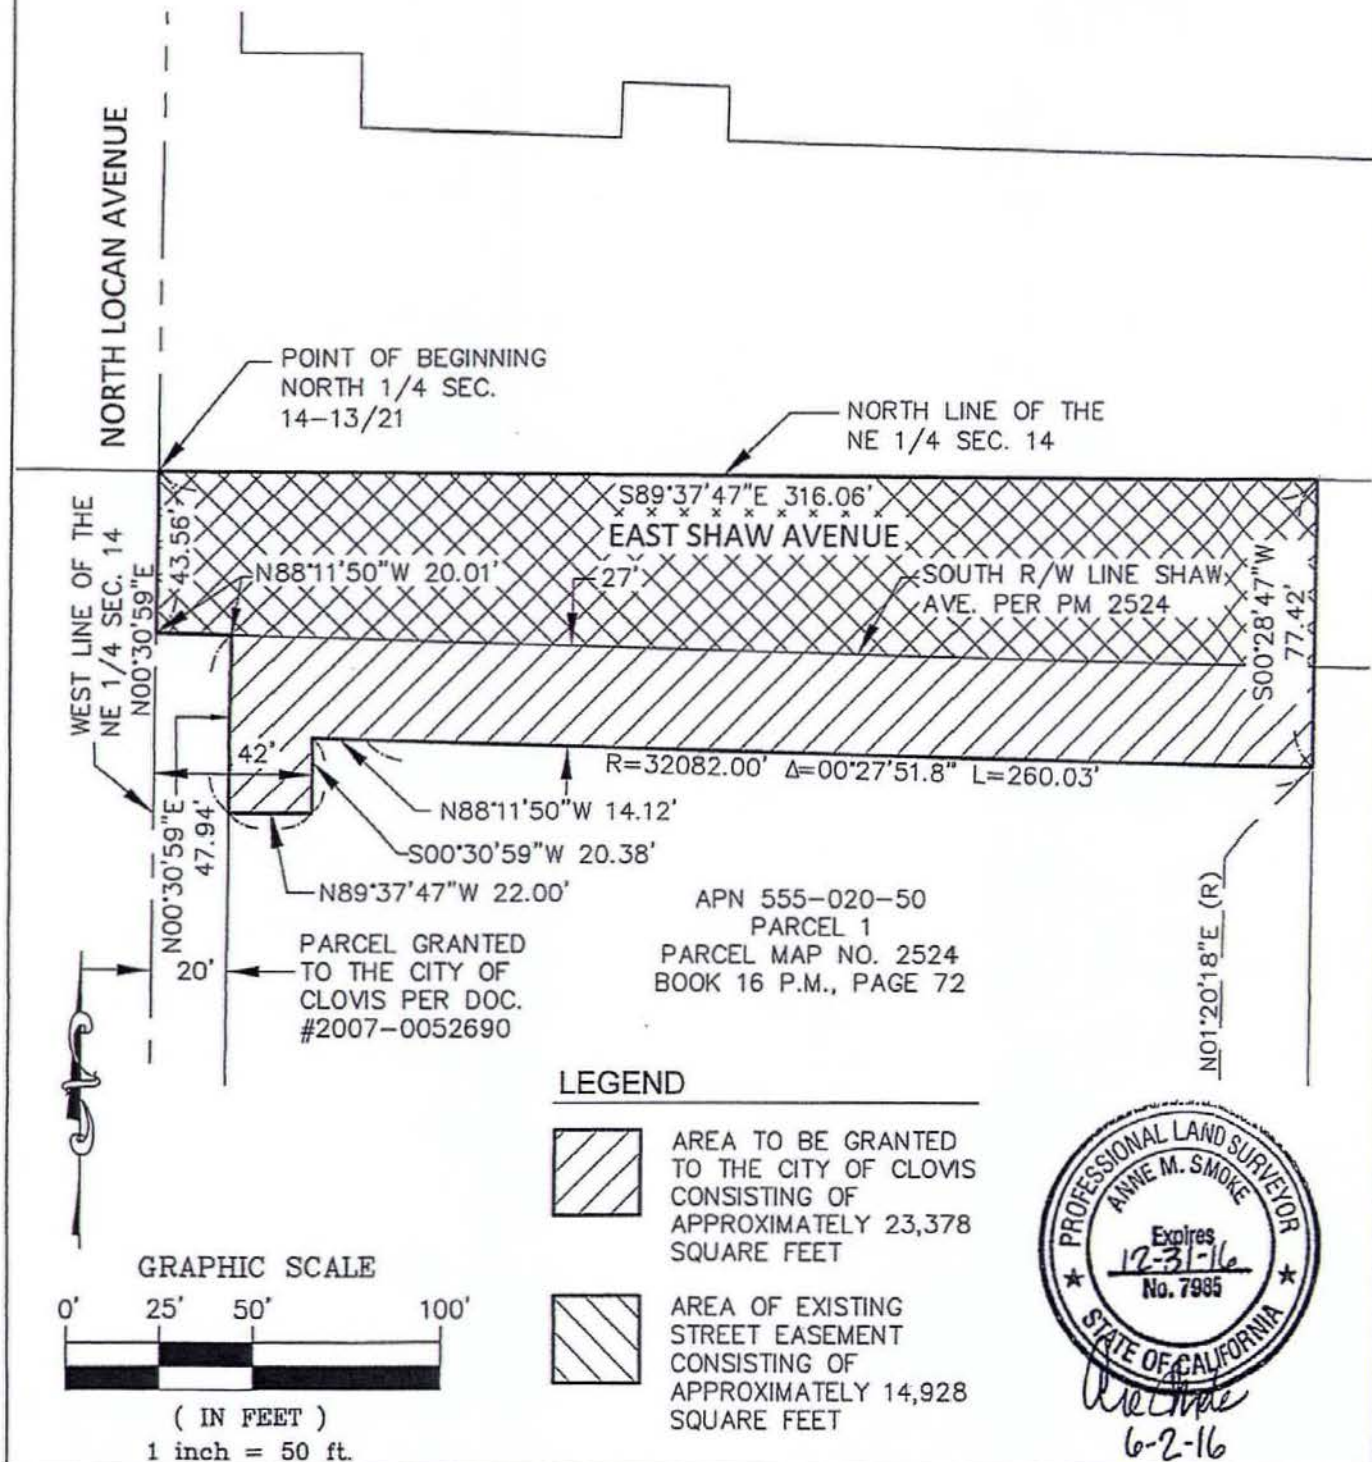 NORTH LOCAN AVENUE
POINT OF BEGINNING
NORTH 1/4 SEC.
14-13/21
NORTH LINE OF THE
NE 1/4 SEC. 14
S89°37'47"E 316.06'
EAST SHAW AVENUE
WEST LINE OF THE
NE 1/4 SEC. 14
N00°30'59"E
43.56'
N88°11'50"W 20.01'
27'
SOUTH R/W LINE SHAW
AVE. PER PM 2524
S00°28'47"W
77.42'
42'
R=32082.00' Δ=00°27'51.8" L=260.03'
N88°11'50"W 14.12'
S00°30'59"W 20.38'
N89°37'47"W 22.00'
N00°30'59"E
47.94'
20'
PARCEL GRANTED
TO THE CITY OF
CLOVIS PER DOC.
#2007-0052690
APN 555-020-50
PARCEL 1
PARCEL MAP NO. 2524
BOOK 16 P.M., PAGE 72
N01°20'18"E (R)
LEGEND
AREA TO BE GRANTED
TO THE CITY OF CLOVIS
CONSISTING OF
APPROXIMATELY 23,378
SQUARE FEET
AREA OF EXISTING
STREET EASEMENT
CONSISTING OF
APPROXIMATELY 14,928
SQUARE FEET
GRAPHIC SCALE
0' 25' 50' 100'
( IN FEET )
1 inch = 50 ft.
PROFESSIONAL LAND SURVEYOR
ANNE M. SMOKE
Expires
12-31-16
No. 7985
STATE OF CALIFORNIA
6-2-16